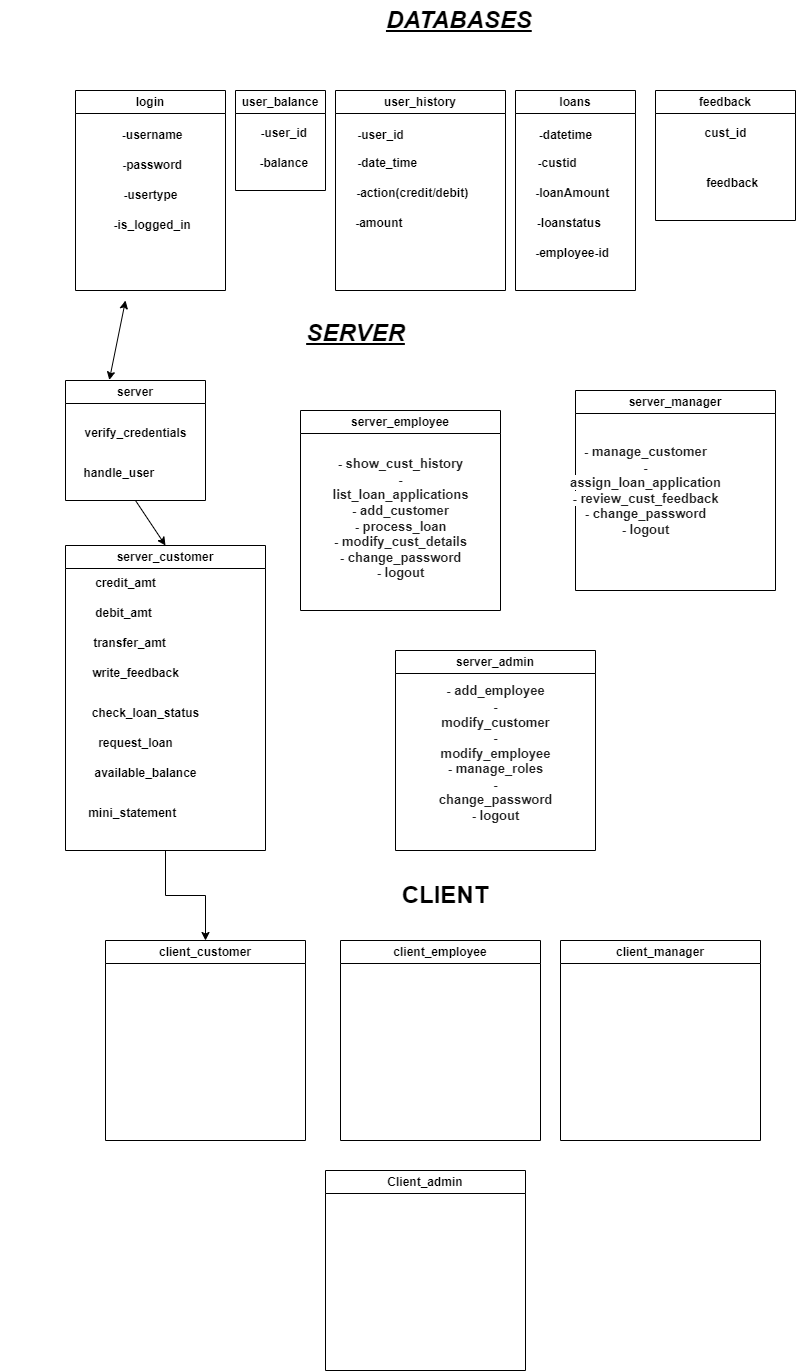 DATABASES
login
-username
-password
-usertype
-is_logged_in
user_balance
-user_id
-balance
user_history
-user_id
-date_time
-action(credit/debit)
-amount
loans
-datetime
-custid
-loanAmount
-loanstatus
-employee-id
feedback
cust_id
feedback
SERVER
server
verify_credentials
handle_user
server_employee
- show_cust_history
-
list_loan_applications
- add_customer
- process_loan
- modify_cust_details
- change_password
- logout
server_manager
- manage_customer
-
assign_loan_application
- review_cust_feedback
- change_password
- logout
server_customer
credit_amt
debit_amt
transfer_amt
write_feedback
check_loan_status
request_loan
available_balance
mini_statement
server_admin
- add_employee
-
modify_customer
-
modify_employee
- manage_roles
-
change_password
- logout
CLIENT
client_customer
client_employee
client_manager
Client_admin